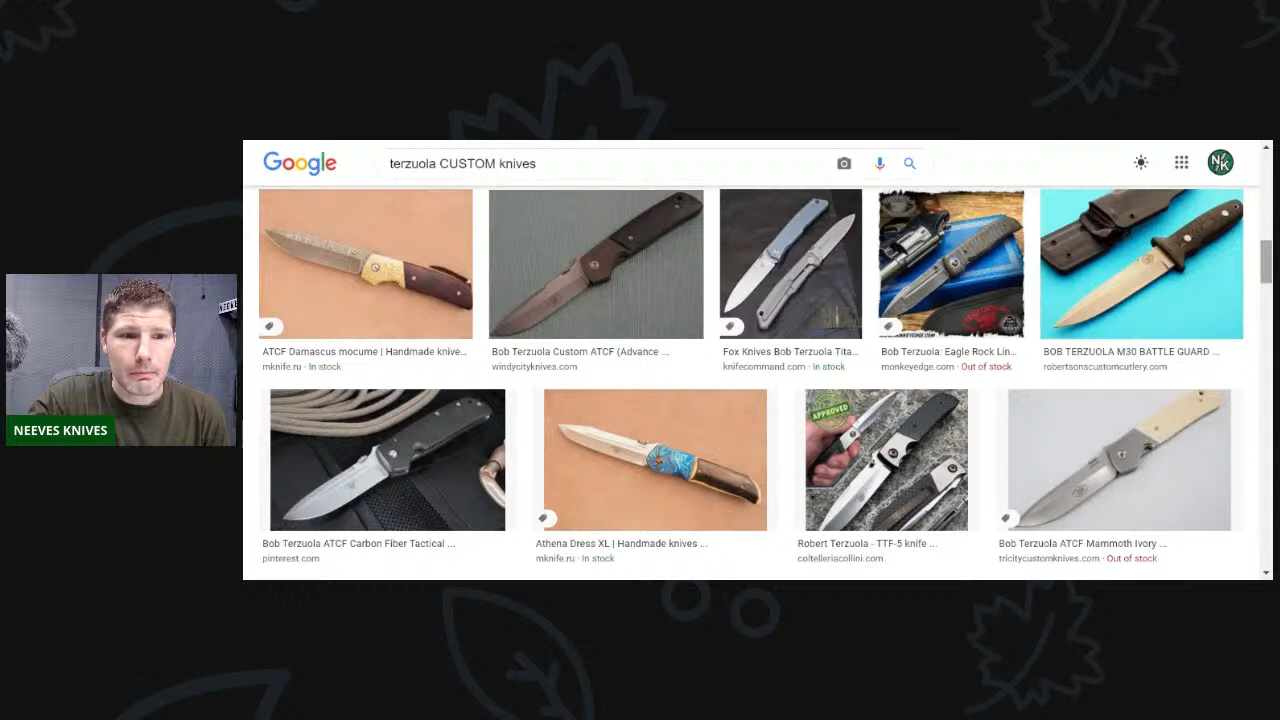 Google
terzuola CUSTOM knives
NK
ATCF Damascus mocume | Handmade knive...
mknife.ru · In stock
Bob Terzuola Custom ATCF (Advance ...
windycityknives.com
Fox Knives Bob Terzuola Tita...
knifecommand.com · In stock
Bob Terzuola: Eagle Rock Lin...
monkeyedge.com · Out of stock
BOB TERZUOLA M30 BATTLE GUARD ...
robertsonscustomcutlery.com
NEEVES KNIVES
APPROVED
Bob Terzuola ATCF Carbon Fiber Tactical ...
pinterest.com
Athena Dress XL | Handmade knives ...
mknife.ru · In stock
Robert Terzuola - TTF-5 knife ...
coltelleriacollini.com
Bob Terzuola ATCF Mammoth Ivory ...
tricitycustomknives.com · Out of stock